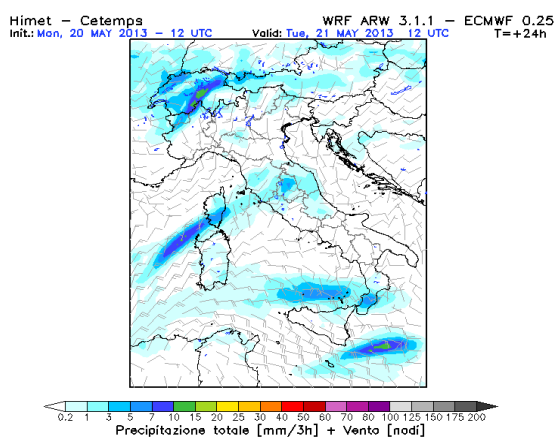 Himet – Cetemps WRF ARW 3.1.1 – ECMWF 0.25
Init.: Mon, 20 MAY 2013 – 12 UTC Valid: Tue, 21 MAY 2013 12 UTC T=+24h
0.2 1 3 5 7 10 15 20 25 30 40 50 60 70 80 90 100 125 150 175 200
Precipitazione totale [mm/3h] + Vento [nodi]